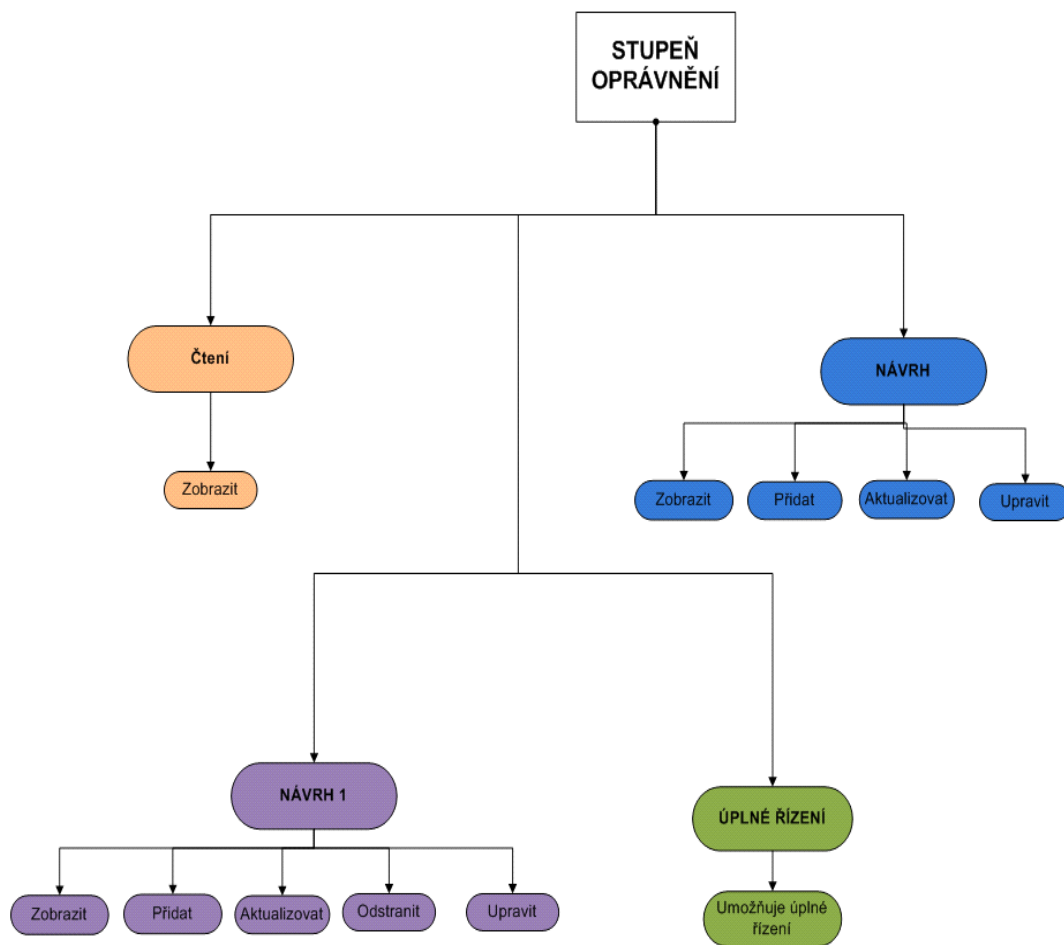 STUPEŇ
OPRÁVNĚNÍ
Čtení
NÁVRH
Zobrazit
Zobrazit
Přidat
Aktualizovat
Upravit
NÁVRH 1
ÚPLNÉ ŘÍZENÍ
Zobrazit
Přidat
Aktualizovat
Odstranit
Upravit
Umožňuje úplné
řízení